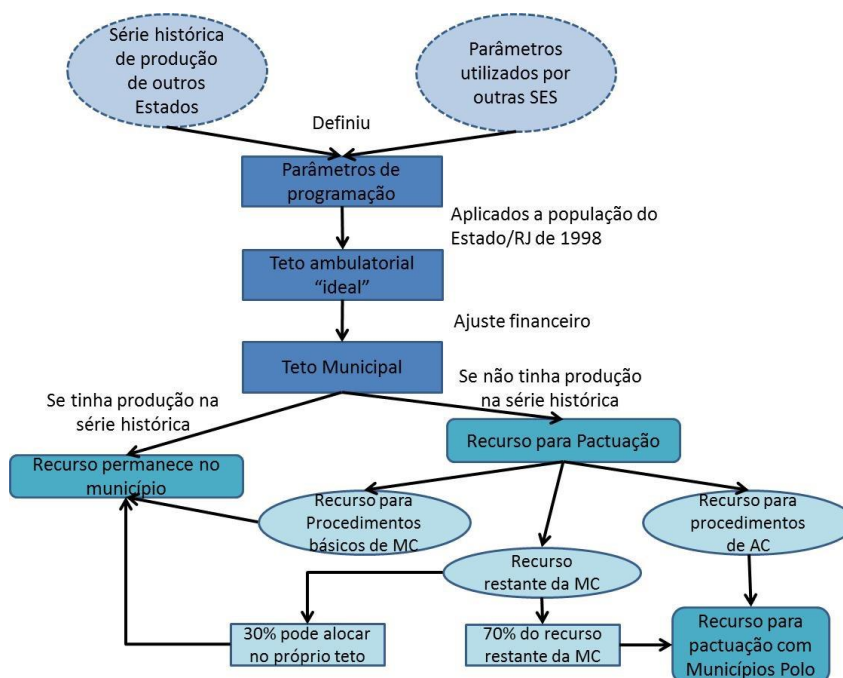 Série histórica
de produção
de outros
Estados
Parâmetros
utilizados por
outras SES
Definiu
Parâmetros de
programação
Aplicados a população do
Estado/RJ de 1998
Teto ambulatorial
“ideal”
Ajuste financeiro
Teto Municipal
Se tinha produção na
série histórica
Se não tinha produção
na série histórica
Recurso permanece no
município
Recurso para Pactuação
Recurso para
Procedimentos
básicos de MC
Recurso
restante da MC
Recurso para
procedimentos
de AC
30% pode alocar
no próprio teto
70% do recurso
restante da MC
Recurso para
pactuação com
Municípios Polo